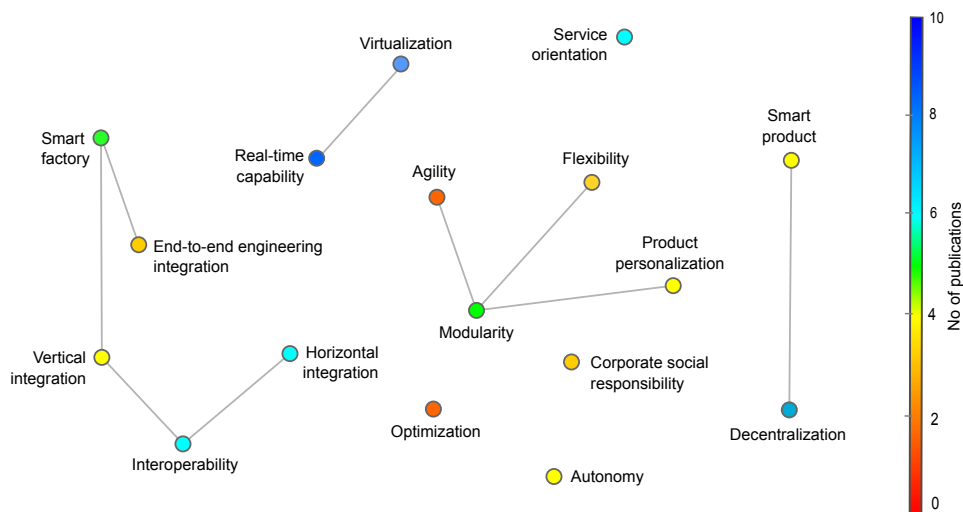 Virtualization
Service
orientation
Smart
factory
Real-time
capability
Agility
Flexibility
Smart
product
End-to-end engineering
integration
Product
personalization
Modularity
Vertical
integration
Horizontal
integration
Corporate social
responsibility
Optimization
Decentralization
Interoperability
Autonomy
10
8
6
4
2
0
No of publications